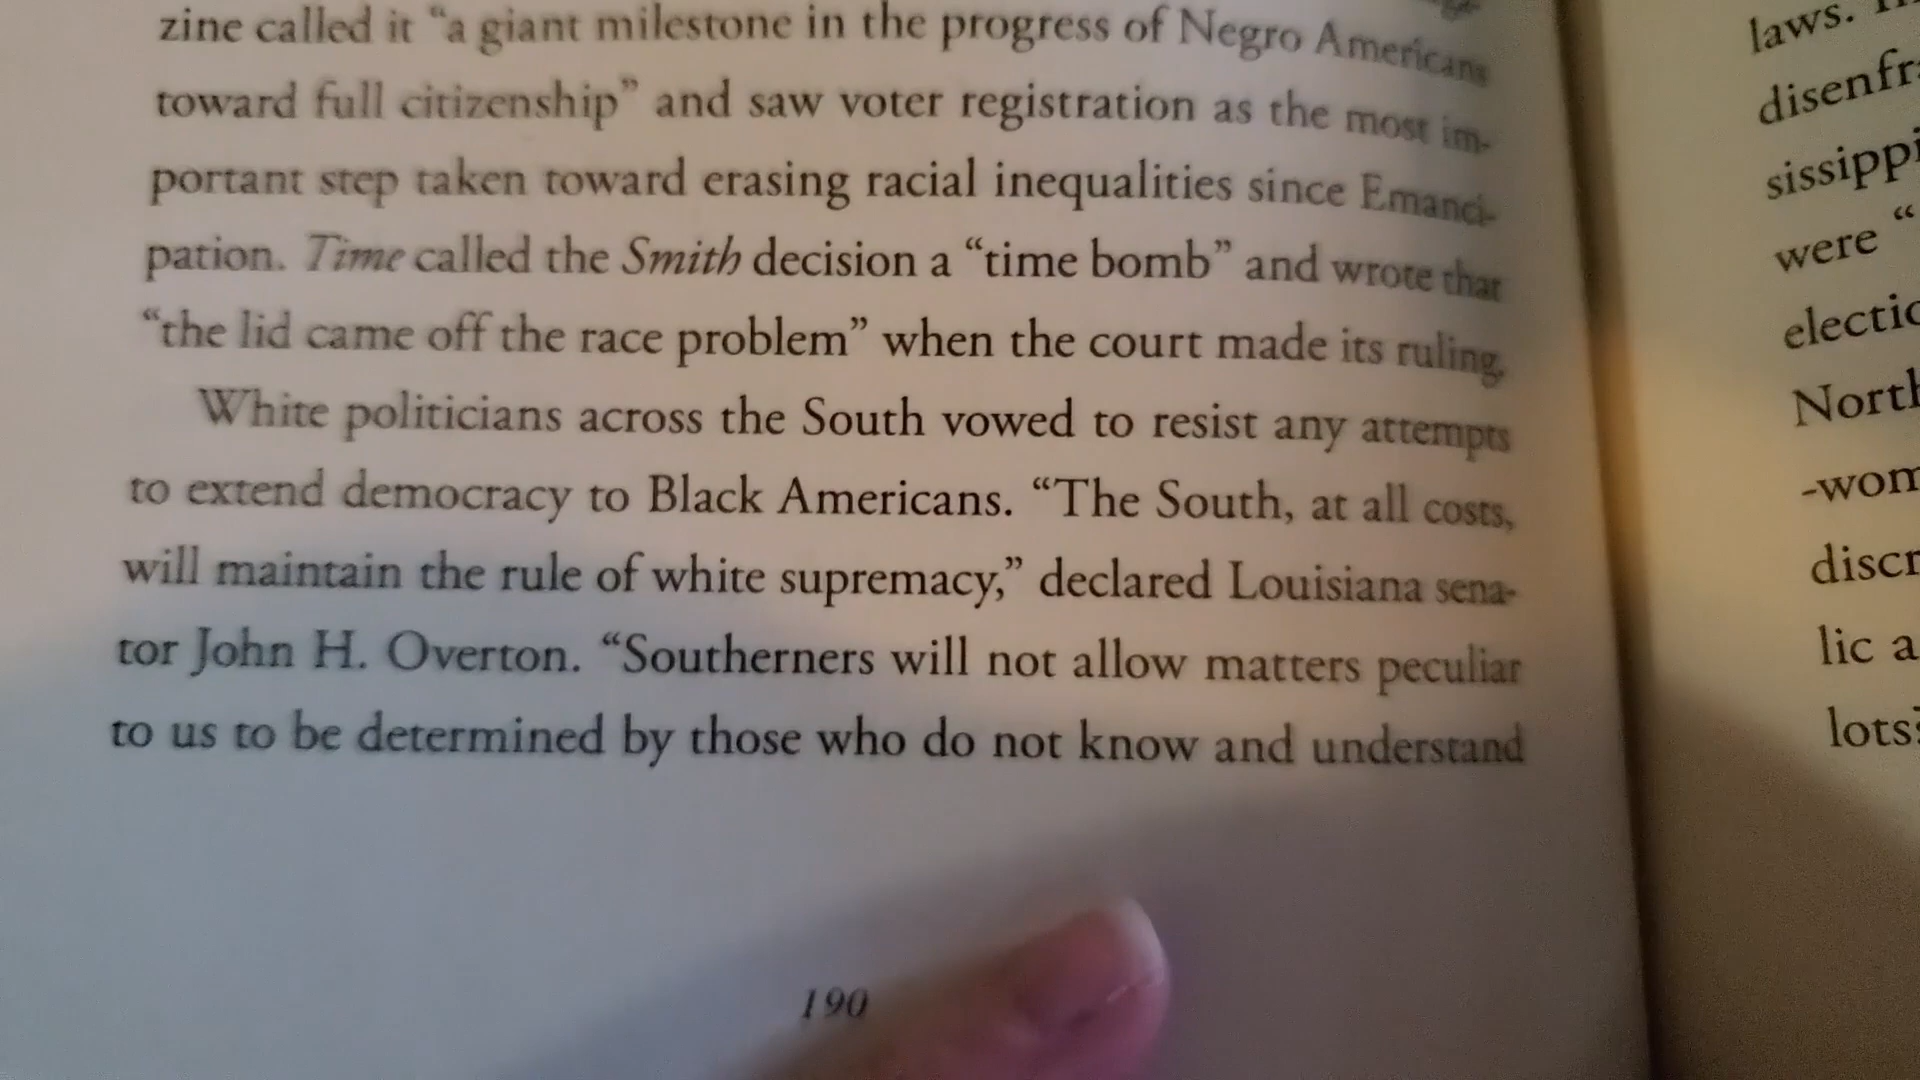 zine called it “a giant milestone in the progress of Negro Americans
toward full citizenship” and saw voter registration as the most im-
portant step taken toward erasing racial inequalities since Emanci-
pation. Time called the Smith decision a “time bomb” and wrote that
“the lid came off the race problem” when the court made its ruling.
White politicians across the South vowed to resist any attempts
to extend democracy to Black Americans. “The South, at all costs,
will maintain the rule of white supremacy,” declared Louisiana sena-
tor John H. Overton. “Southerners will not allow matters peculiar
to us to be determined by those who do not know and understand
190
laws.
disenfr
sissippi
were “
electio
North
-wom
discr
lic a
lots